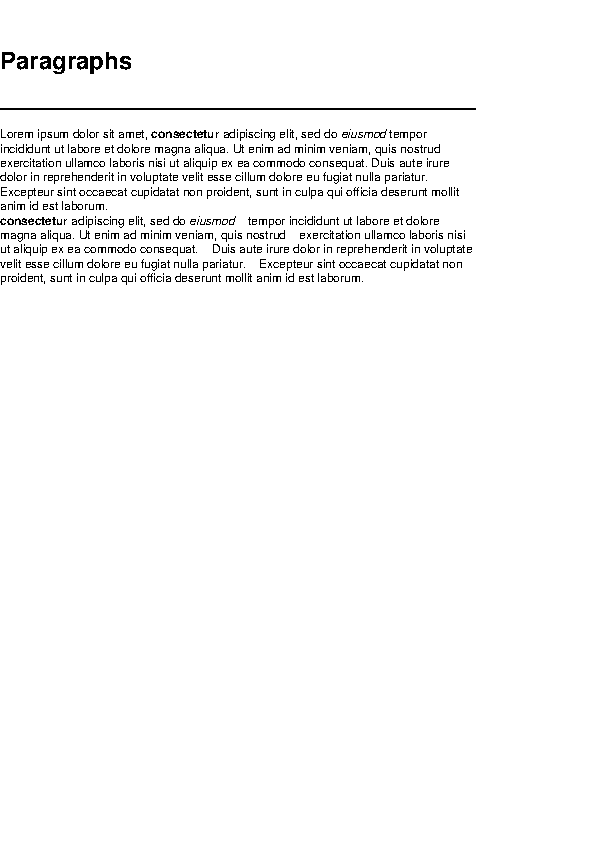 Paragraphs
Lorem ipsum dolor sit amet, consectetur adipiscing elit, sed do eiusmod tempor
incididunt ut labore et dolore magna aliqua. Ut enim ad minim veniam, quis nostrud
exercitation ullamco laboris nisi ut aliquip ex ea commodo consequat. Duis aute irure
dolor in reprehenderit in voluptate velit esse cillum dolore eu fugiat nulla pariatur.
Excepteur sint occaecat cupidatat non proident, sunt in culpa qui officia deserunt mollit
anim id est laborum.
consectetur adipiscing elit, sed do eiusmod tempor incididunt ut labore et dolore
magna aliqua. Ut enim ad minim veniam, quis nostrud exercitation ullamco laboris nisi
ut aliquip ex ea commodo consequat. Duis aute irure dolor in reprehenderit in voluptate
velit esse cillum dolore eu fugiat nulla pariatur. Excepteur sint occaecat cupidatat non
proident, sunt in culpa qui officia deserunt mollit anim id est laborum.